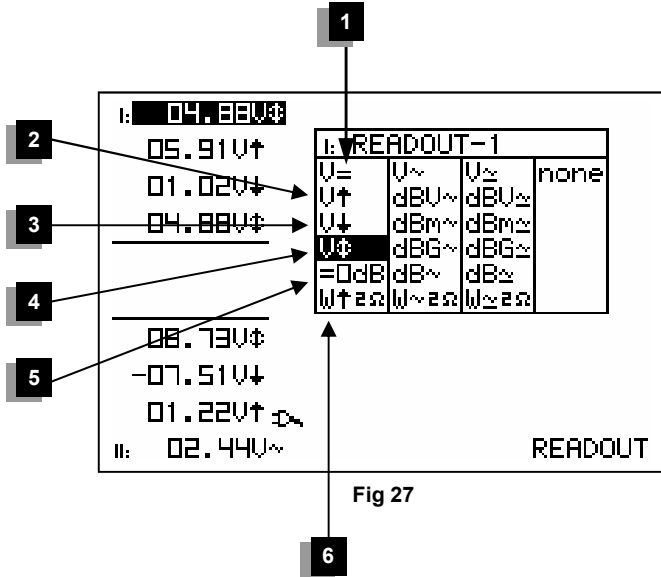 1
I: 04.88V↕
2
05.91V↑
I: READOUT-1
01.02V↓
V= V~ V≃ none
V↑ dBV~ dBV≃
3
04.88V↕
V↓ dBm~ dBm≃
V↕ dBG~ dBG≃
=0dB dB~ dB≃
4
W↑2Ω W~2Ω W≃2Ω
08.73V↕
5
-07.51V↓
01.22V↑
II: 02.44V~ READOUT
Fig 27
6